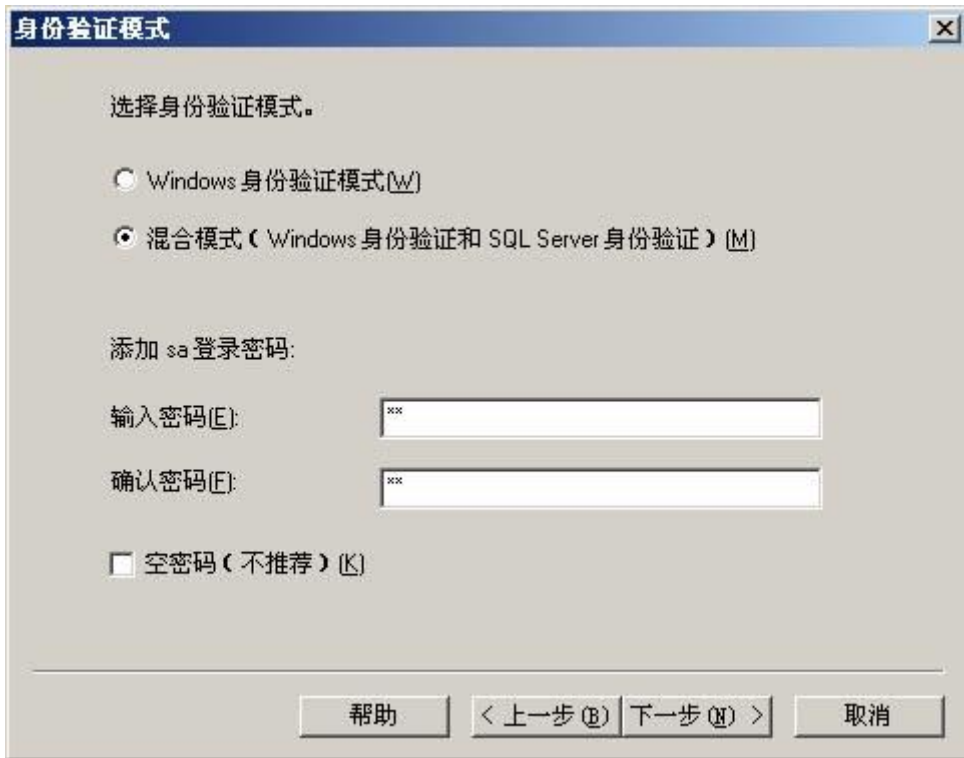 身份验证模式
选择身份验证模式。
Windows 身份验证模式(W)
混合模式（Windows 身份验证和 SQL Server 身份验证）(M)
添加 sa 登录密码:
输入密码(E): **
确认密码(F): **
空密码（不推荐）(K)
帮助 < 上一步(B) 下一步(N) > 取消